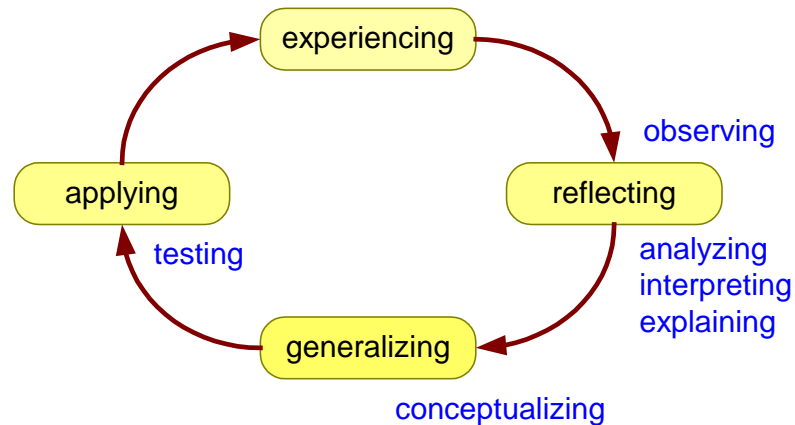 experiencing
observing
applying
reflecting
testing
analyzing
interpreting
explaining
generalizing
conceptualizing